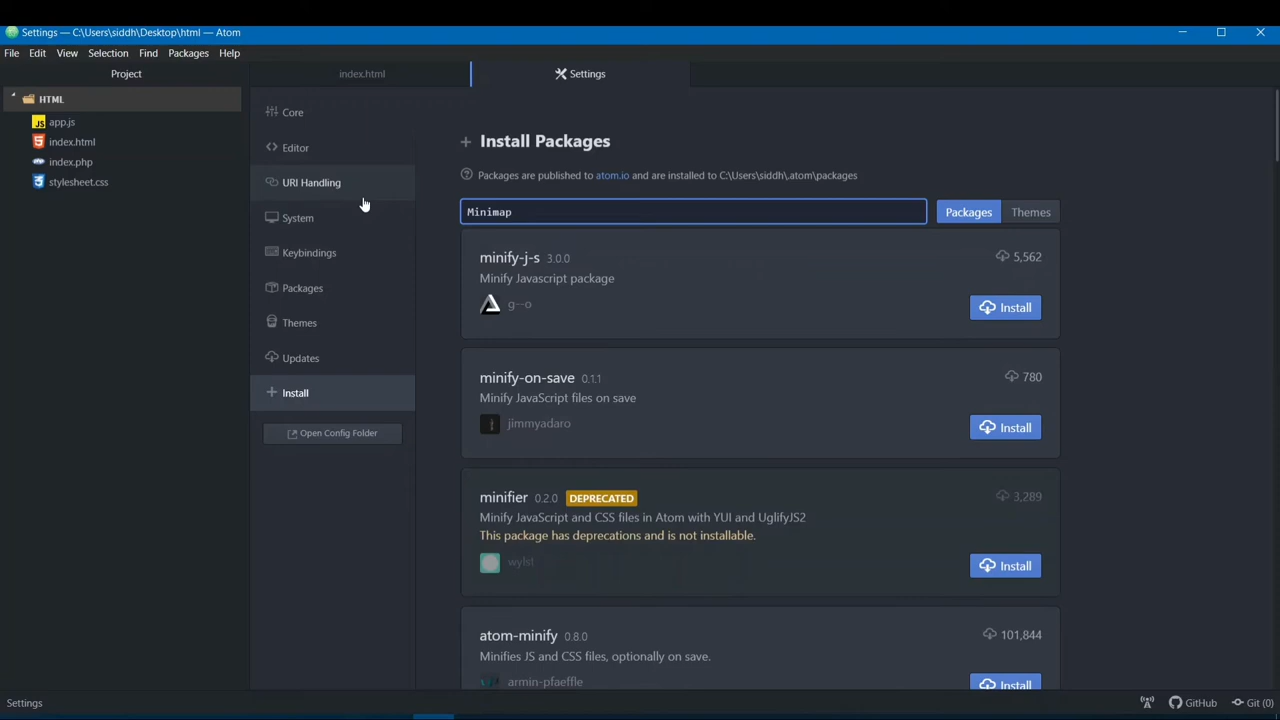 Settings — C:\Users\siddh\Desktop\html — Atom
File Edit View Selection Find Packages Help
Project
index.html
Settings
HTML
app.js
index.html
index.php
stylesheet.css
Core
Editor
URI Handling
System
Keybindings
Packages
Themes
Updates
Install
Open Config Folder
Install Packages
Packages are published to atom.io and are installed to C:\Users\siddh\.atom\packages
Minimap
Packages Themes
minify-j-s 3.0.0 5,562
Minify Javascript package
g--o
Install
minify-on-save 0.1.1 780
Minify JavaScript files on save
jimmyadaro
Install
minifier 0.2.0 DEPRECATED 3,289
Minify JavaScript and CSS files in Atom with YUI and UglifyJS2
This package has deprecations and is not installable.
wylst
Install
atom-minify 0.8.0 101,844
Minifies JS and CSS files, optionally on save.
armin-pfaeffle
Install
Settings
GitHub
Git (0)